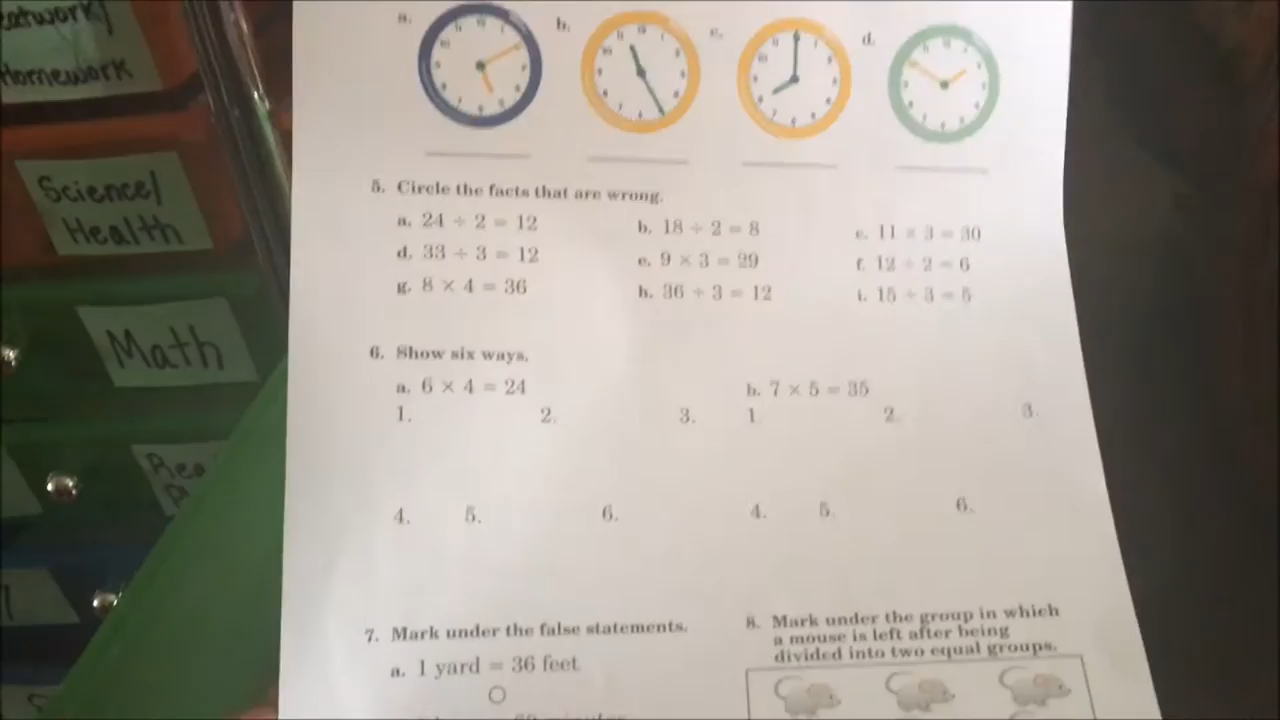 eatwork/
Homework
Science/
Health
Math
a. b. c. d.
5. Circle the facts that are wrong.
a. 24 ÷ 2 = 12 b. 18 ÷ 2 = 8 c. 11 × 3 = 30
d. 33 ÷ 3 = 12 e. 9 × 3 = 29 f. 12 ÷ 2 = 6
g. 8 × 4 = 36 h. 36 ÷ 3 = 12 i. 15 ÷ 3 = 5
6. Show six ways.
a. 6 × 4 = 24 b. 7 × 5 = 35
1. 2. 3. 1. 2. 3.
4. 5. 6. 4. 5. 6.
7. Mark under the false statements.
a. 1 yard = 36 feet
8. Mark under the group in which
a mouse is left after being
divided into two equal groups.